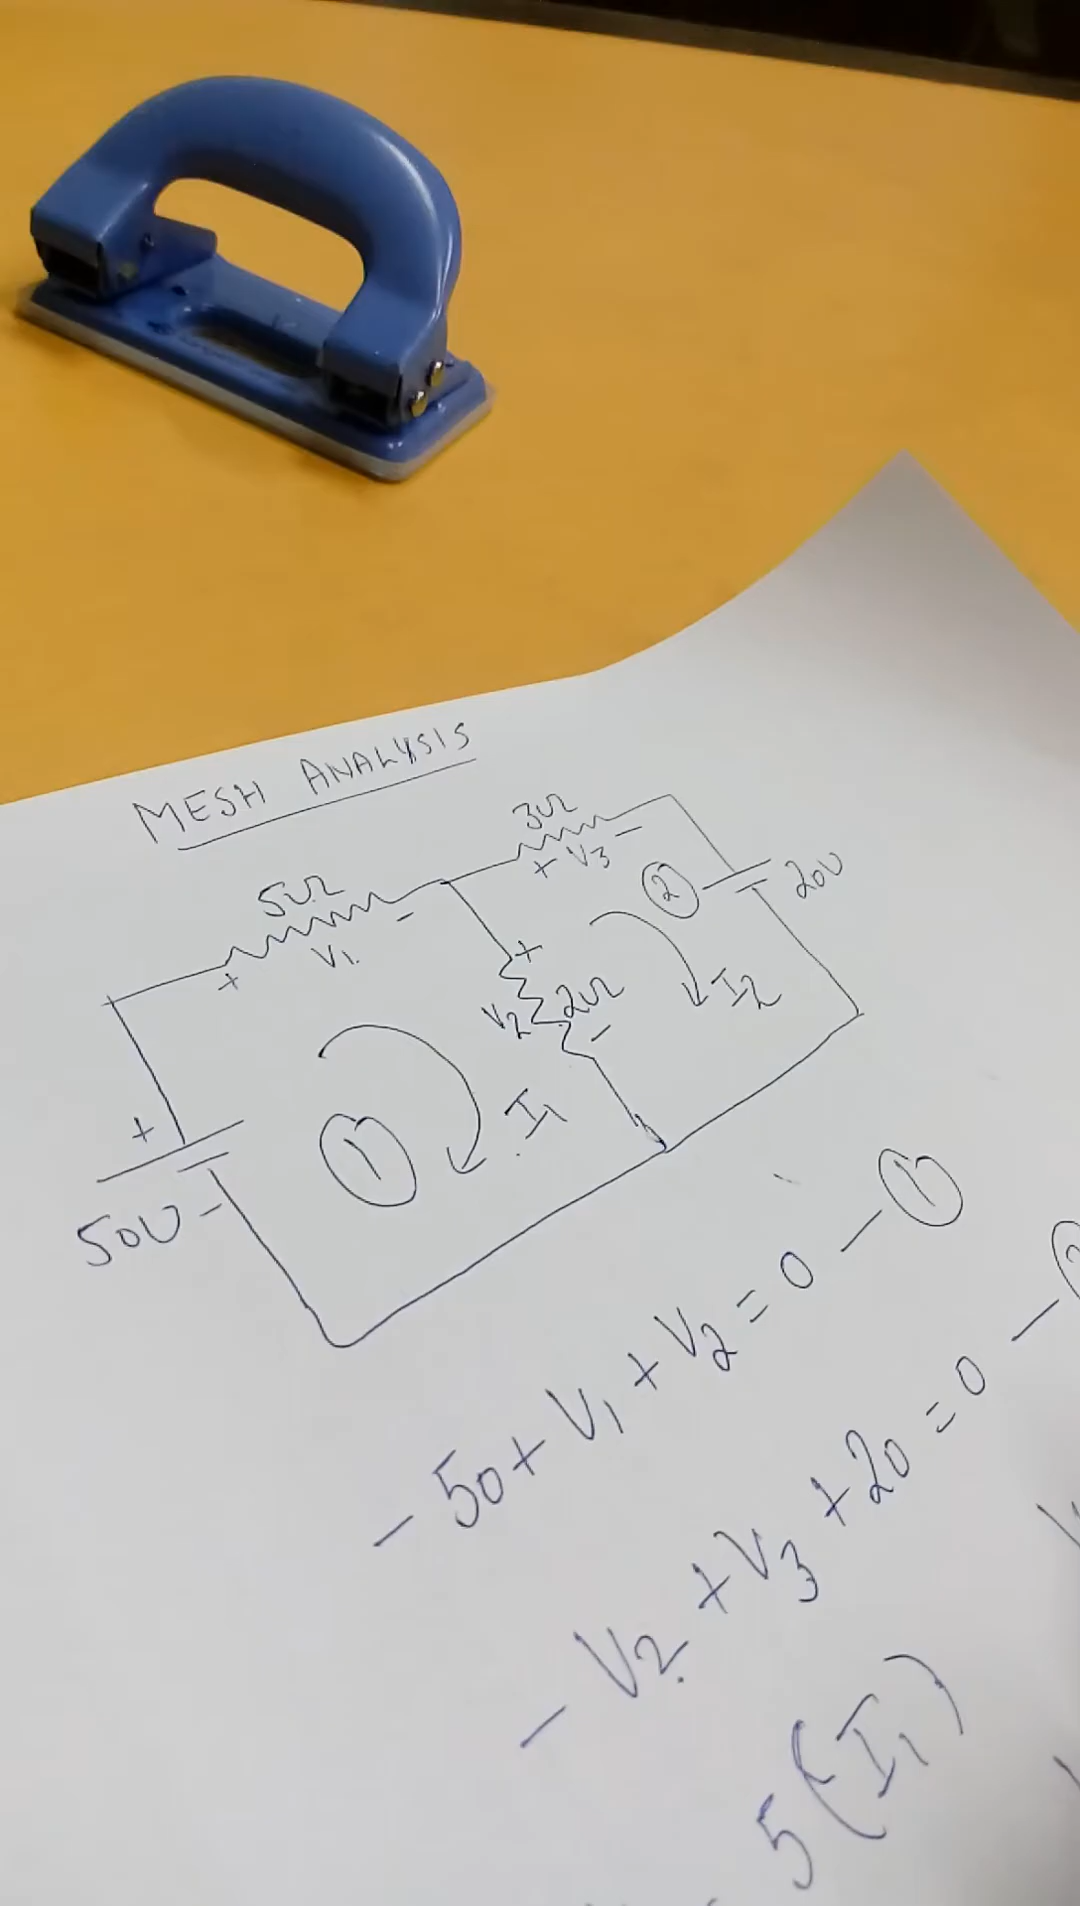 MESH ANALYSIS
3Ω
+ V3 -
5Ω
+ V1 -
2
20V
+
V2 2Ω
-
I2
+
1
I1
50V -
- 50 + V1 + V2 = 0 - 1
- V2 + V3 + 20 = 0 -
5(I1)